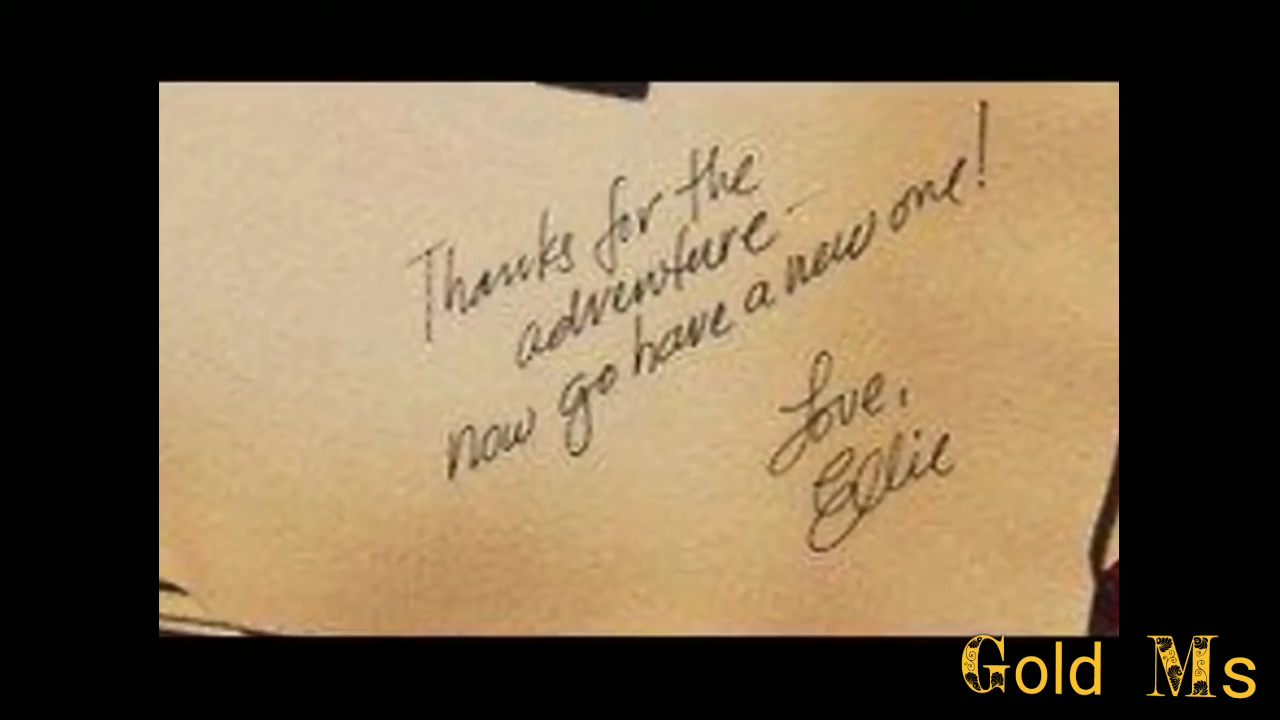 Thanks for the
adventure -
now go have a new one!
Love,
Ellie
Gold Ms